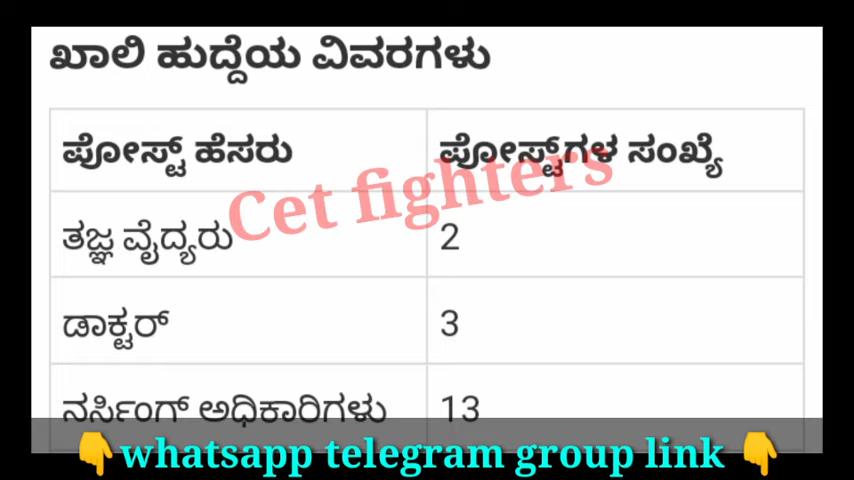 ಖಾಲಿ ಹುದ್ದೆಯ ವಿವರಗಳು
ಪೋಸ್ಟ್ ಹೆಸರು ಪೋಸ್ಟ್‌ಗಳ ಸಂಖ್ಯೆ
Cet fighters
ತಜ್ಞ ವೈದ್ಯರು 2
ಡಾಕ್ಟರ್ 3
ನರ್ಸಿಂಗ್ ಅಧಿಕಾರಿಗಳು 13
👇whatsapp telegram group link 👇